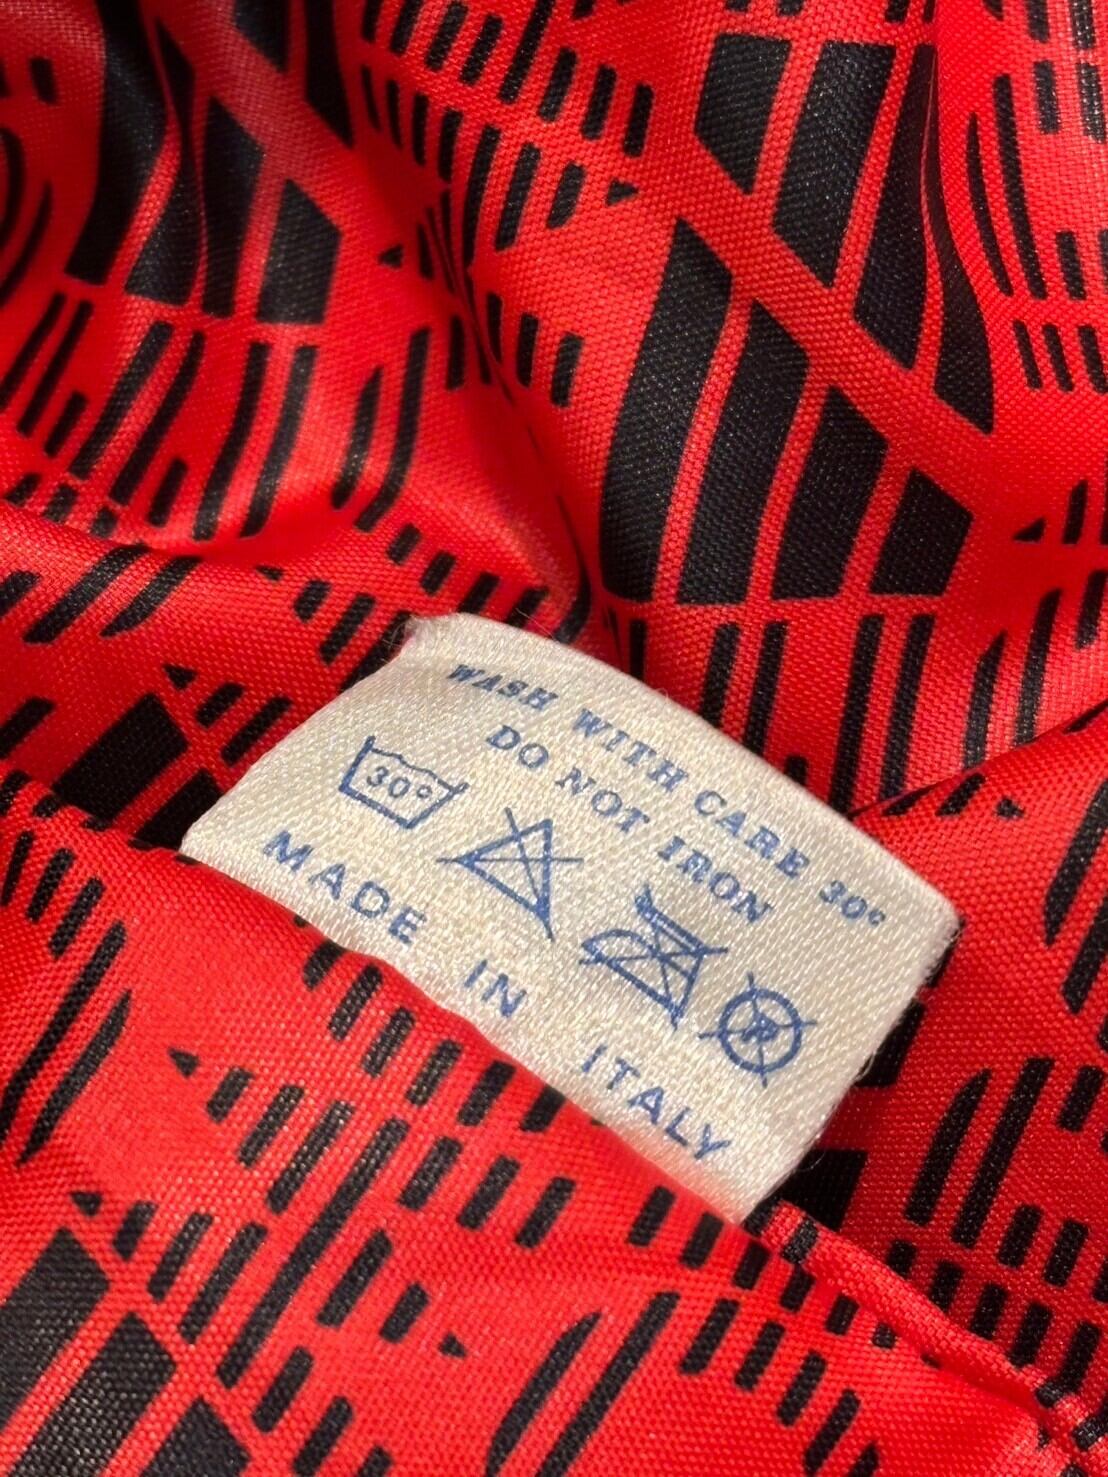 WASH WITH CARE 30°
DO NOT IRON
30°
R
MADE IN ITALY